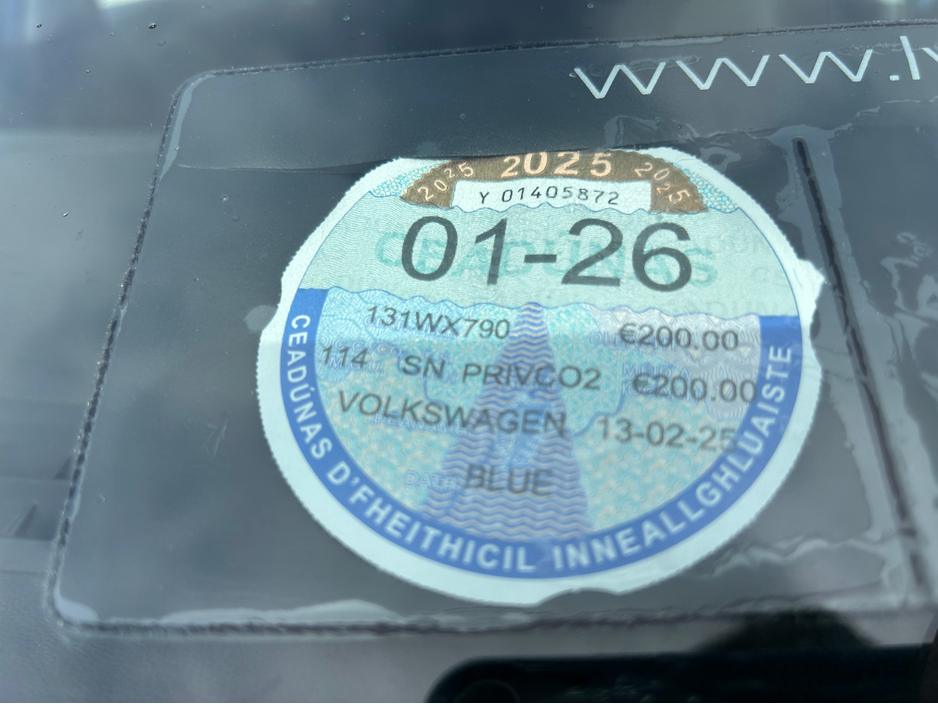 www.
2025 2025 2025
Y 01405872
CEADÚNAS
01-26
131WX790 €200.00
114 SN PRIVCO2 €200.00
VOLKSWAGEN 13-02-25
BLUE
CEADÚNAS D'FHEITHICIL INNEALLGHLUAISTE